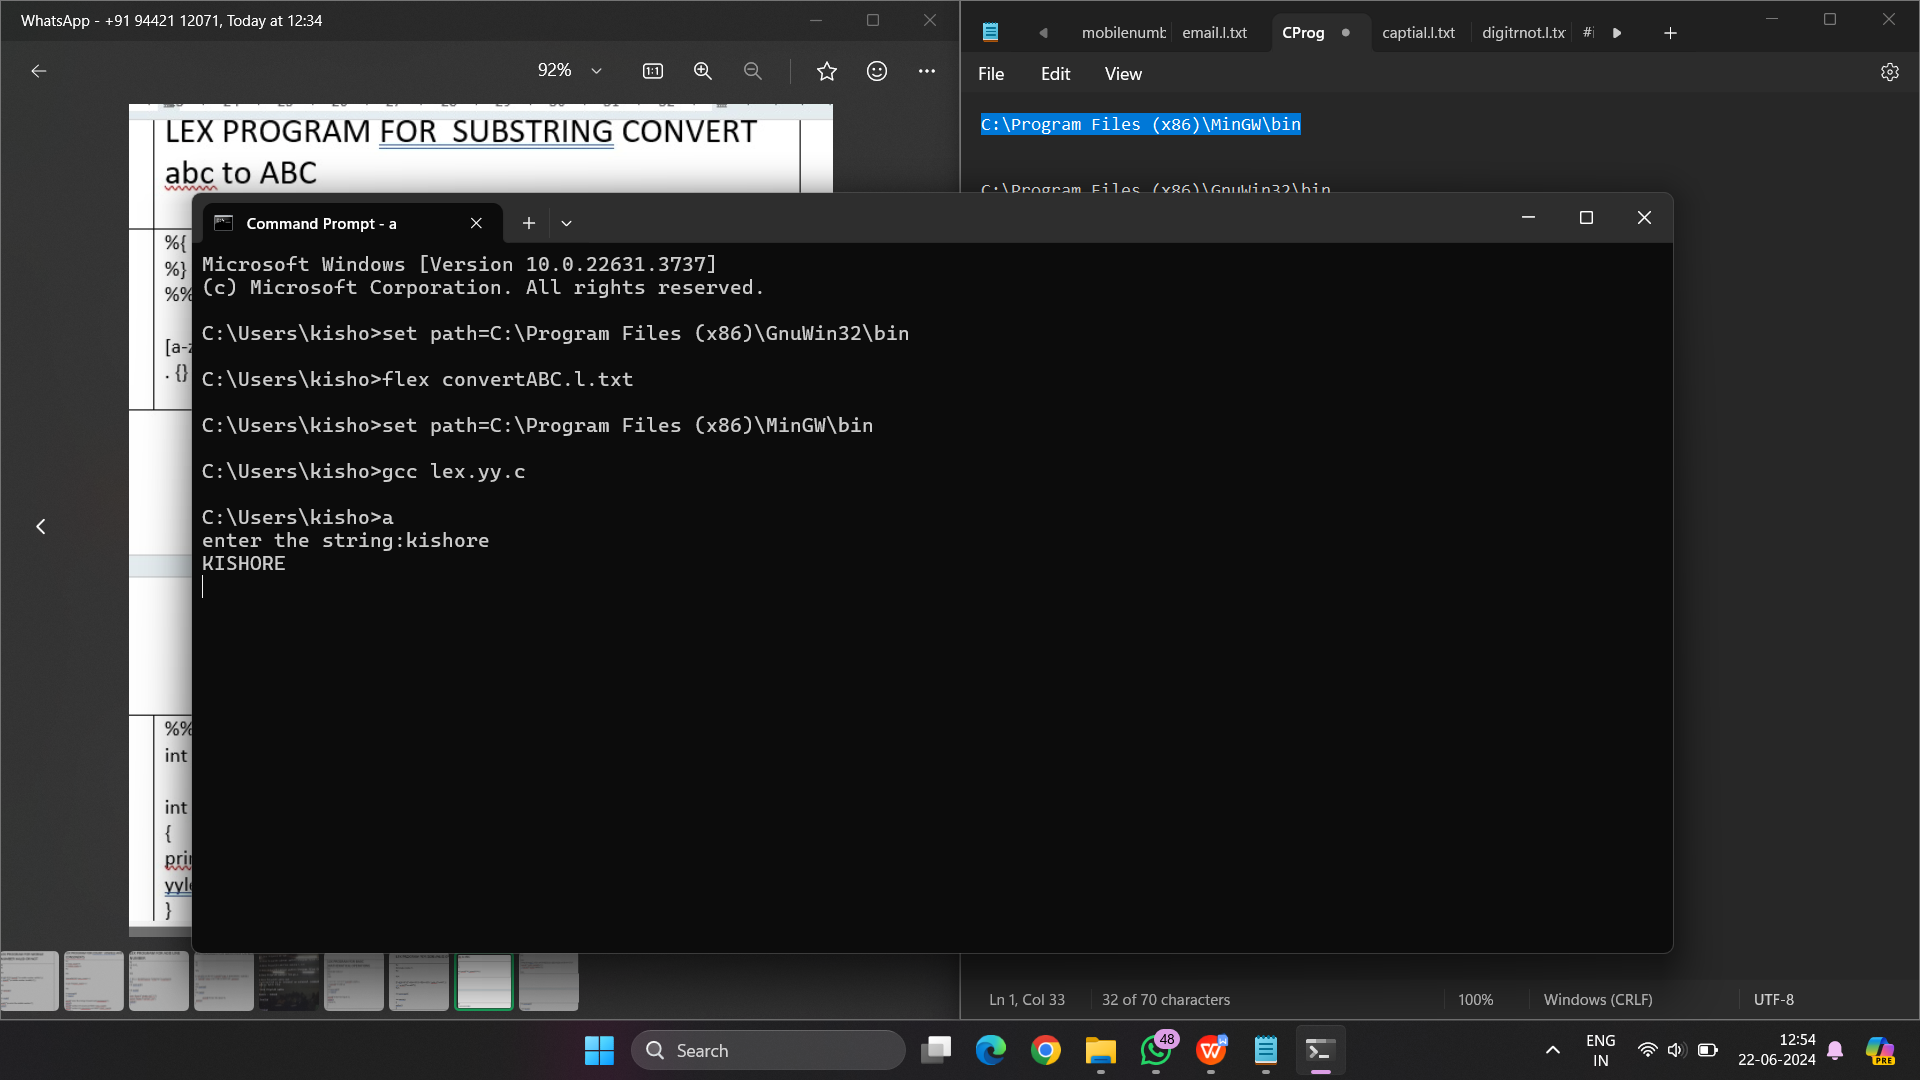 WhatsApp - +91 94421 12071, Today at 12:34
92%
LEX PROGRAM FOR SUBSTRING CONVERT
abc to ABC
%{
%}
%%
[a-z
. {}
%%
int
int
{
}
mobilenumb
email.l.txt
CProg
captial.l.txt
digitrnot.l.tx
#
File
Edit
View
C:\Program Files (x86)\MinGW\bin
C:\Program Files (x86)\GnuWin32\bin
Command Prompt - a
Microsoft Windows [Version 10.0.22631.3737]
(c) Microsoft Corporation. All rights reserved.
C:\Users\kisho>set path=C:\Program Files (x86)\GnuWin32\bin
C:\Users\kisho>flex convertABC.l.txt
C:\Users\kisho>set path=C:\Program Files (x86)\MinGW\bin
C:\Users\kisho>gcc lex.yy.c
C:\Users\kisho>a
enter the string:kishore
KISHORE
Ln 1, Col 33
32 of 70 characters
100%
Windows (CRLF)
UTF-8
Search
48
ENG
IN
12:54
22-06-2024
PRE